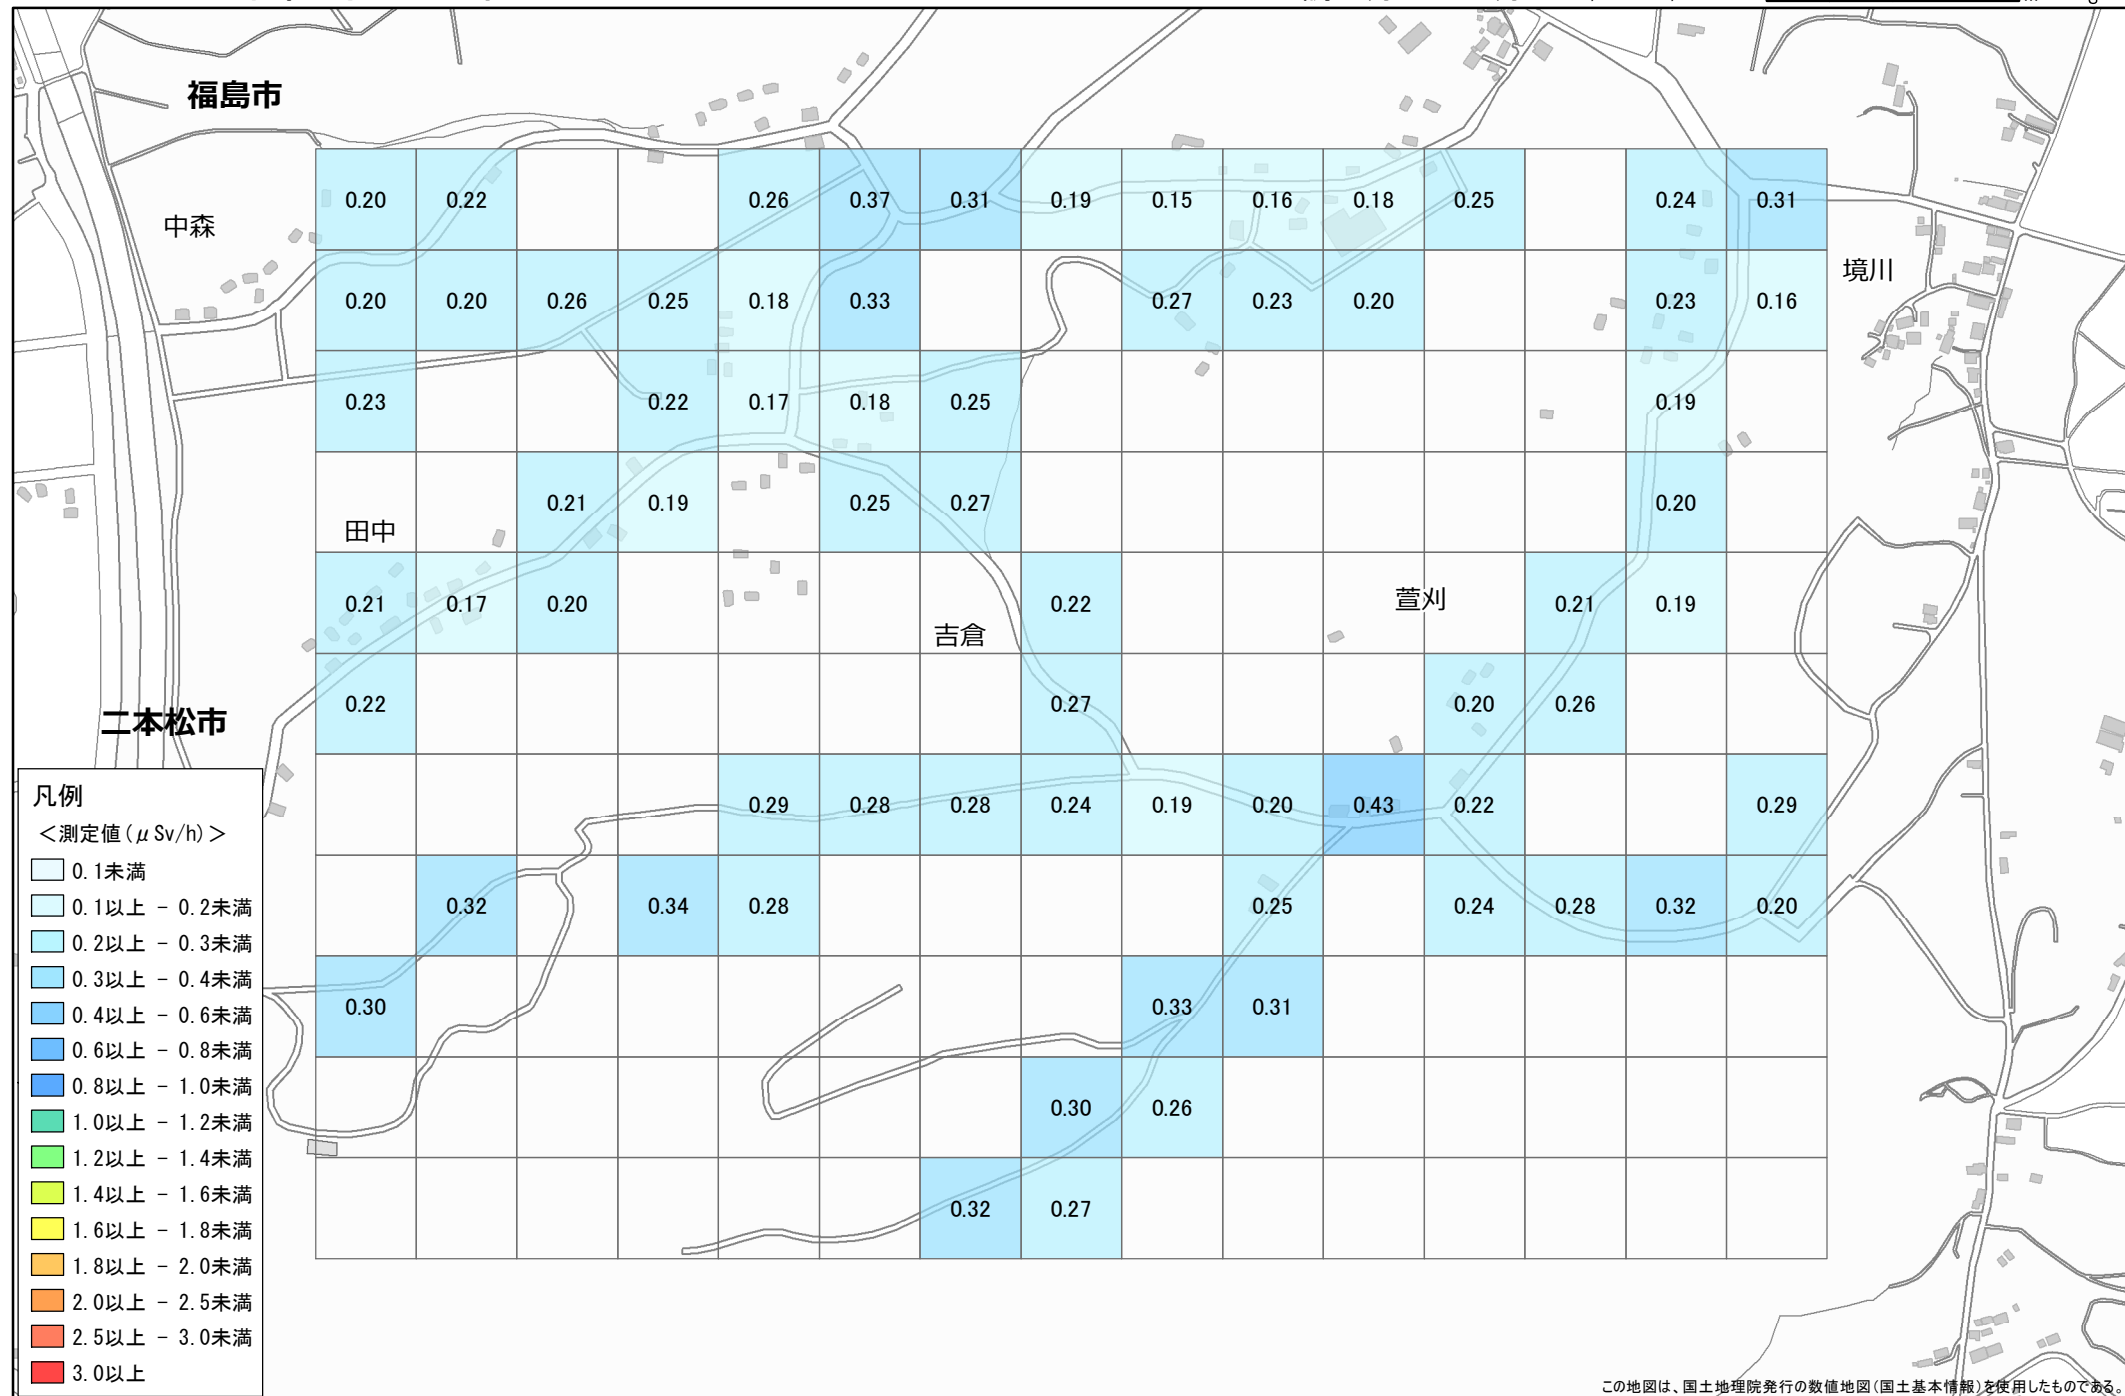 福島市
0.20 0.22 0.26 0.37 0.31 0.19 0.15 0.16 0.18 0.25 0.24 0.31
中森
境川
0.20 0.20 0.26 0.25 0.18 0.33 0.27 0.23 0.20 0.23 0.16
0.23 0.22 0.17 0.18 0.25 0.19
0.21 0.19 0.25 0.27 0.20
田中
0.21 0.17 0.20 0.22 0.21 0.19
萱刈
吉倉
0.22 0.27 0.20 0.26
二本松市
0.29 0.28 0.28 0.24 0.19 0.20 0.43 0.22 0.29
0.32 0.34 0.28 0.25 0.24 0.28 0.32 0.20
0.30 0.33 0.31
0.30 0.26
0.32 0.27
凡例
＜測定値(μSv/h)＞
0.1未満
0.1以上 - 0.2未満
0.2以上 - 0.3未満
0.3以上 - 0.4未満
0.4以上 - 0.6未満
0.6以上 - 0.8未満
0.8以上 - 1.0未満
1.0以上 - 1.2未満
1.2以上 - 1.4未満
1.4以上 - 1.6未満
1.6以上 - 1.8未満
1.8以上 - 2.0未満
2.0以上 - 2.5未満
2.5以上 - 3.0未満
3.0以上
この地図は、国土地理院発行の数値地図(国土基本情報)を使用したものである。